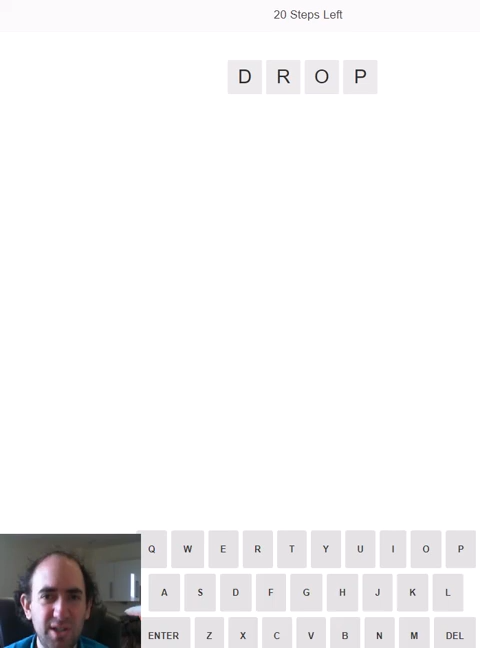 20 Steps Left
D R O P
Q W E R T Y U I O P
A S D F G H J K L
ENTER Z X C V B N M DEL